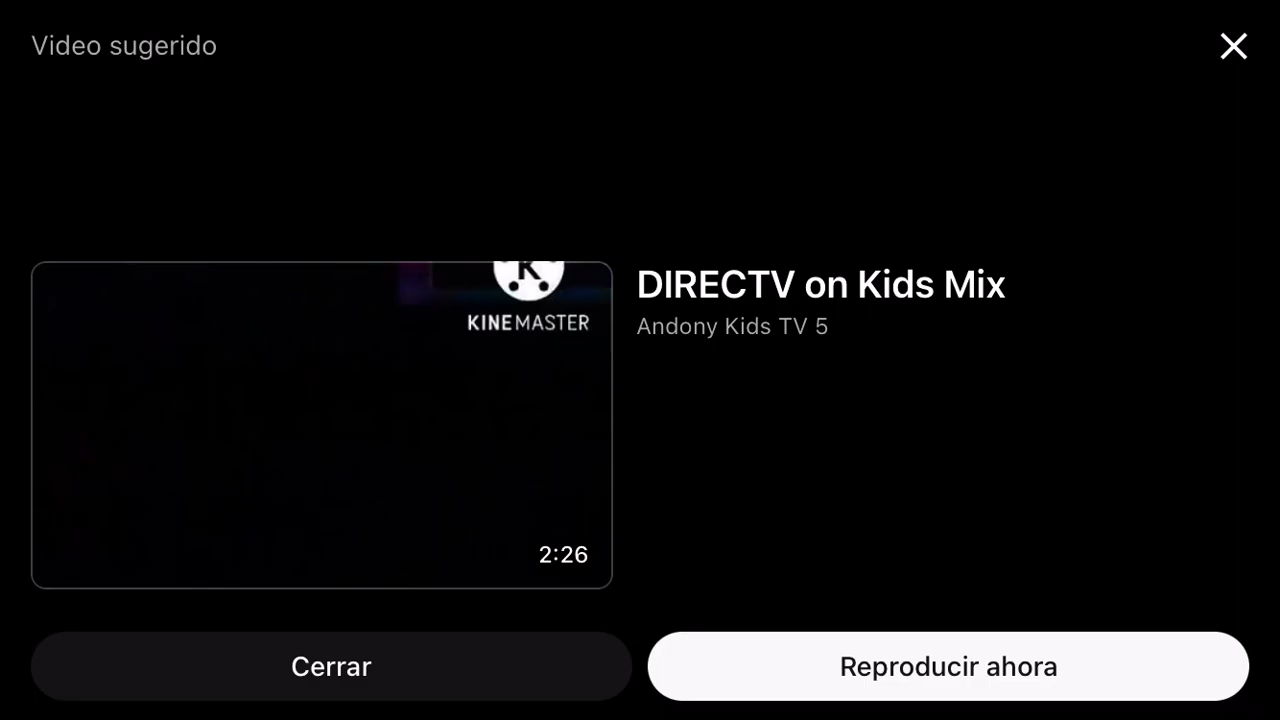 Video sugerido
K
KINEMASTER
DIRECTV on Kids Mix
Andony Kids TV 5
2:26
Cerrar
Reproducir ahora